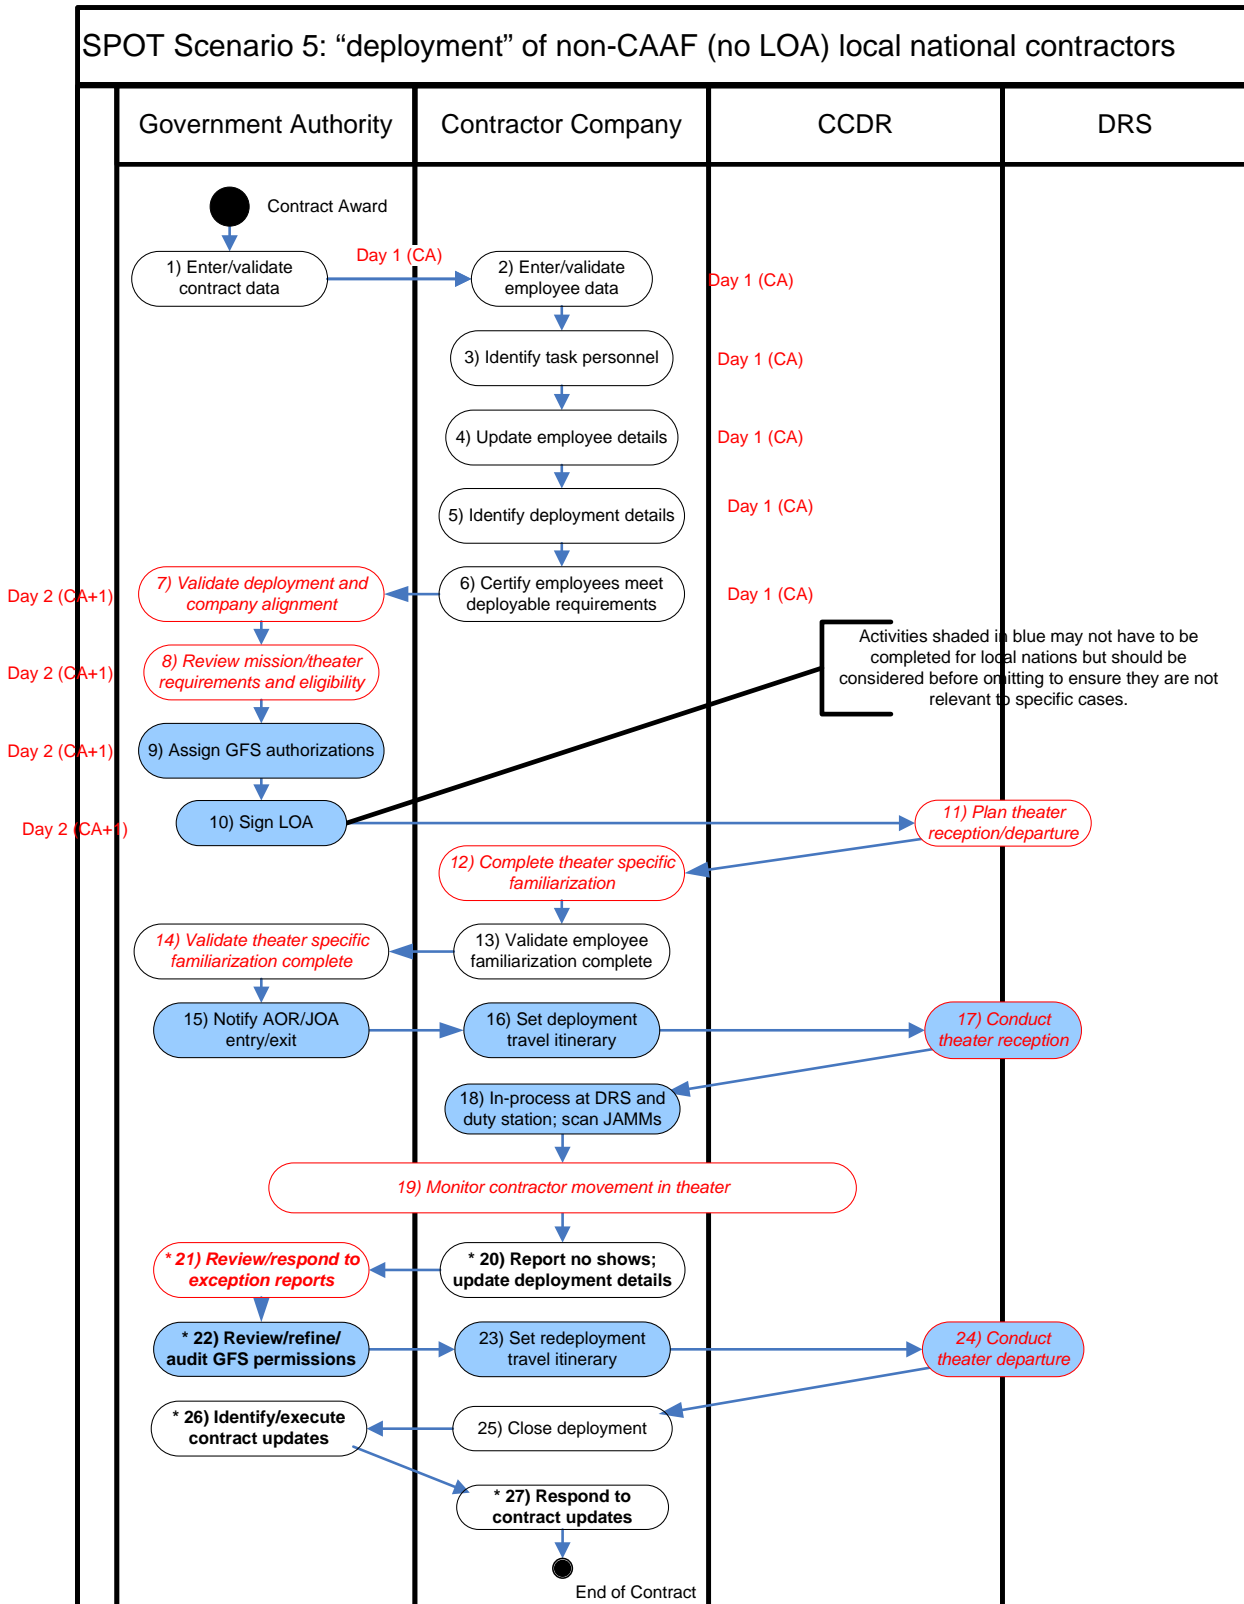 SPOT Scenario 5: “deployment” of non-CAAF (no LOA) local national contractors
Government Authority
Contractor Company
CCDR
DRS
Contract Award
1) Enter/validate
contract data
Day 1 (CA)
2) Enter/validate
employee data
Day 1 (CA)
3) Identify task personnel
Day 1 (CA)
4) Update employee details
Day 1 (CA)
5) Identify deployment details
Day 1 (CA)
Day 2 (CA+1)
7) Validate deployment and
company alignment
6) Certify employees meet
deployable requirements
Day 1 (CA)
Activities shaded in blue may not have to be
completed for local nations but should be
considered before omitting to ensure they are not
relevant to specific cases.
Day 2 (CA+1)
8) Review mission/theater
requirements and eligibility
Day 2 (CA+1)
9) Assign GFS authorizations
Day 2 (CA+1)
10) Sign LOA
11) Plan theater
reception/departure
12) Complete theater specific
familiarization
14) Validate theater specific
familiarization complete
13) Validate employee
familiarization complete
15) Notify AOR/JOA
entry/exit
16) Set deployment
travel itinerary
17) Conduct
theater reception
18) In-process at DRS and
duty station; scan JAMMs
19) Monitor contractor movement in theater
* 21) Review/respond to
exception reports
* 20) Report no shows;
update deployment details
* 22) Review/refine/
audit GFS permissions
23) Set redeployment
travel itinerary
24) Conduct
theater departure
* 26) Identify/execute
contract updates
25) Close deployment
* 27) Respond to
contract updates
End of Contract